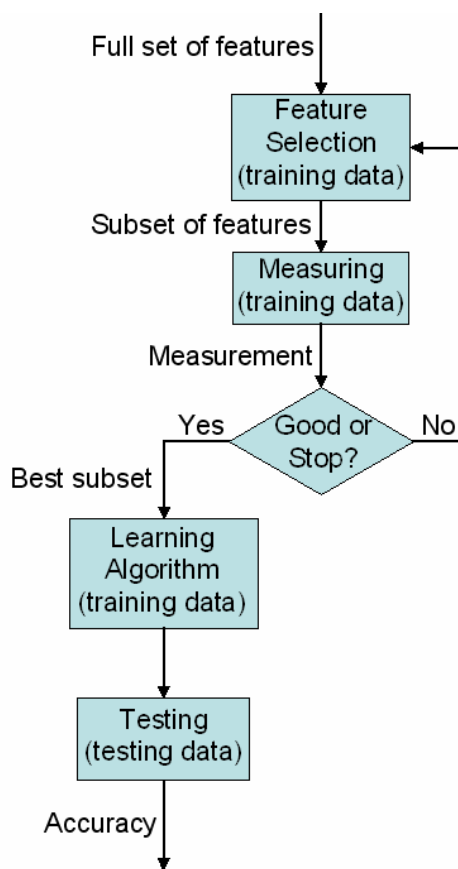 Full set of features
Feature
Selection
(training data)
Subset of features
Measuring
(training data)
Measurement
Good or
Stop?
Yes
No
Best subset
Learning
Algorithm
(training data)
Testing
(testing data)
Accuracy